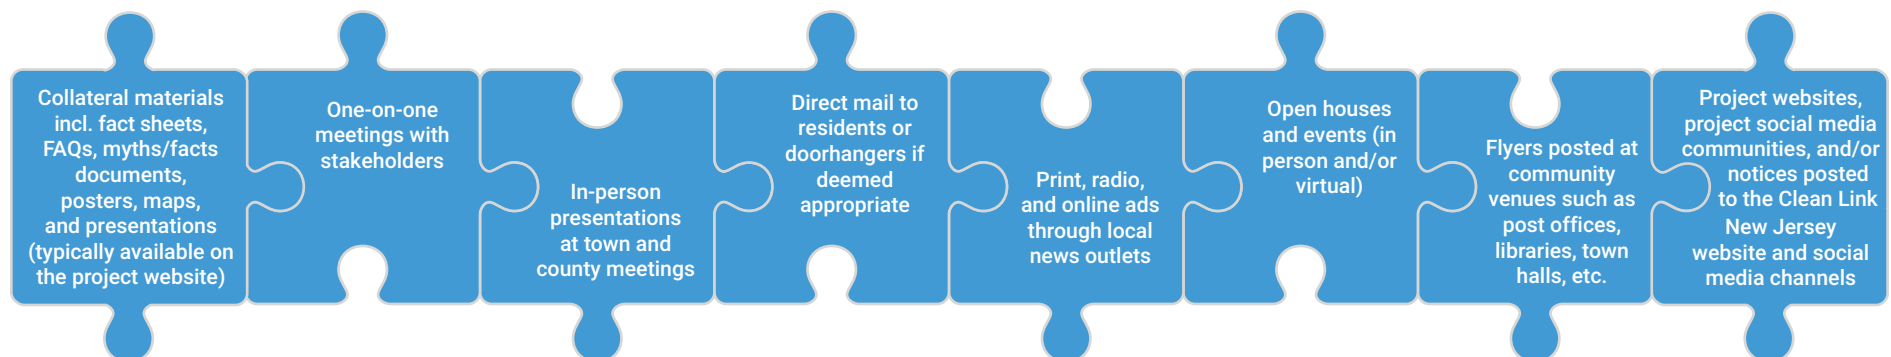 Collateral materials
incl. fact sheets,
FAQs, myths/facts
documents,
posters, maps,
and presentations
(typically available on
the project website)
One-on-one
meetings with
stakeholders
In-person
presentations
at town and
county meetings
Direct mail to
residents or
doorhangers if
deemed
appropriate
Print, radio,
and online ads
through local
news outlets
Open houses
and events (in
person and/or
virtual)
Flyers posted at
community
venues such as
post offices,
libraries, town
halls, etc.
Project websites,
project social media
communities, and/or
notices posted
to the Clean Link
New Jersey
website and social
media channels